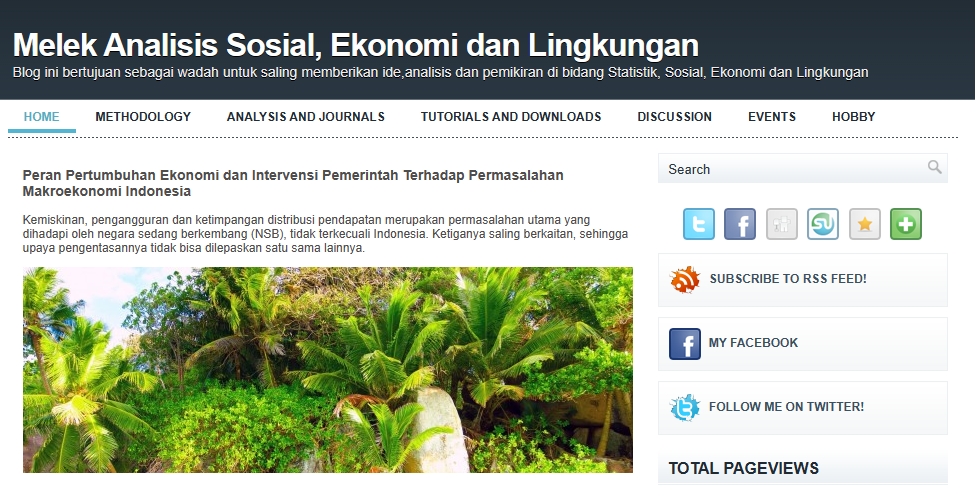 Melek Analisis Sosial, Ekonomi dan Lingkungan
Blog ini bertujuan sebagai wadah untuk saling memberikan ide,analisis dan pemikiran di bidang Statistik, Sosial, Ekonomi dan Lingkungan
HOME METHODOLOGY ANALYSIS AND JOURNALS TUTORIALS AND DOWNLOADS DISCUSSION EVENTS HOBBY
Peran Pertumbuhan Ekonomi dan Intervensi Pemerintah Terhadap Permasalahan
Makroekonomi Indonesia
Kemiskinan, pengangguran dan ketimpangan distribusi pendapatan merupakan permasalahan utama yang
dihadapi oleh negara sedang berkembang (NSB), tidak terkecuali Indonesia. Ketiganya saling berkaitan, sehingga
upaya pengentasannya tidak bisa dilepaskan satu sama lainnya.
Search
SUBSCRIBE TO RSS FEED!
MY FACEBOOK
FOLLOW ME ON TWITTER!
TOTAL PAGEVIEWS